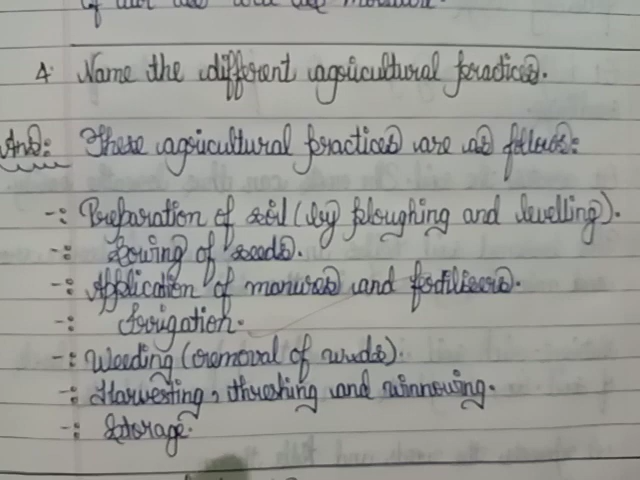 4. Name the different agricultural practices.
Ans: These agricultural practices are as follows:
-: Preparation of soil (by ploughing and levelling).
-: Sowing of seeds.
-: Application of manures and fertilisers.
-: Irrigation.
-: Weeding (removal of weeds).
-: Harvesting, threshing and winnowing.
-: Storage.